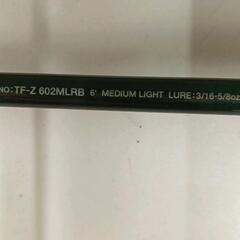 NO:TF-Z 602MLRB 6' MEDIUM LIGHT LURE:3/16-5/8oz